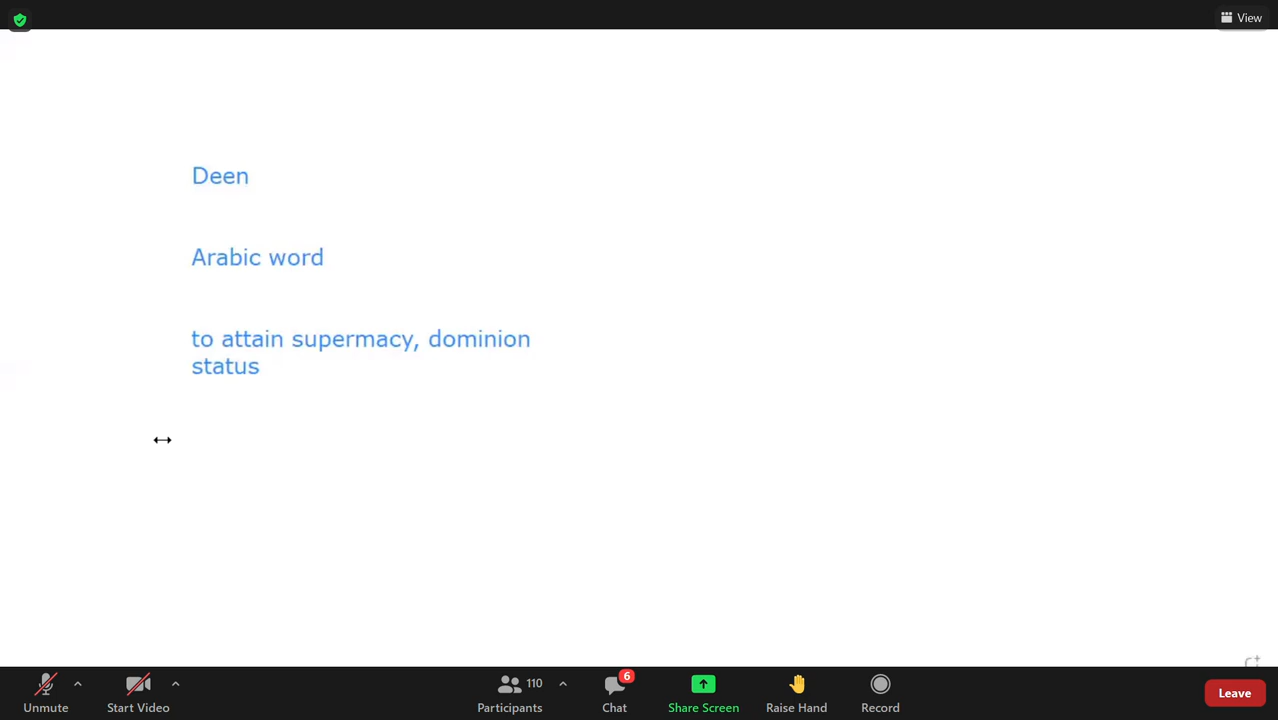 View
Deen
Arabic word
to attain supermacy, dominion
status
6
110
Unmute
Start Video
Participants
Chat
Share Screen
Raise Hand
Record
Leave